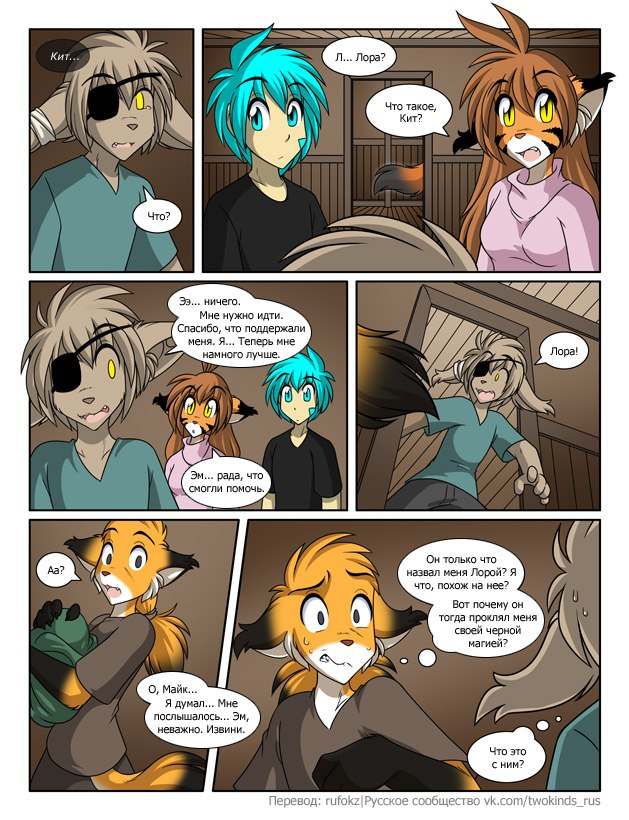 Кит...
Что?
Л... Лора?
Что такое,
Кит?
Ээ... ничего.
Мне нужно идти.
Спасибо, что поддержали
меня. Я... Теперь мне
намного лучше.
Эм... рада, что
смогли помочь.
Лора!
Аа?
О, Майк...
Я думал... Мне
послышалось... Эм,
неважно. Извини.
Он только что
назвал меня Лорой? Я
что, похож на нее?
Вот почему он
тогда проклял меня
своей черной
магией?
Что это
с ним?
Перевод: rufokz|Русское сообщество vk.com/twokinds_rus